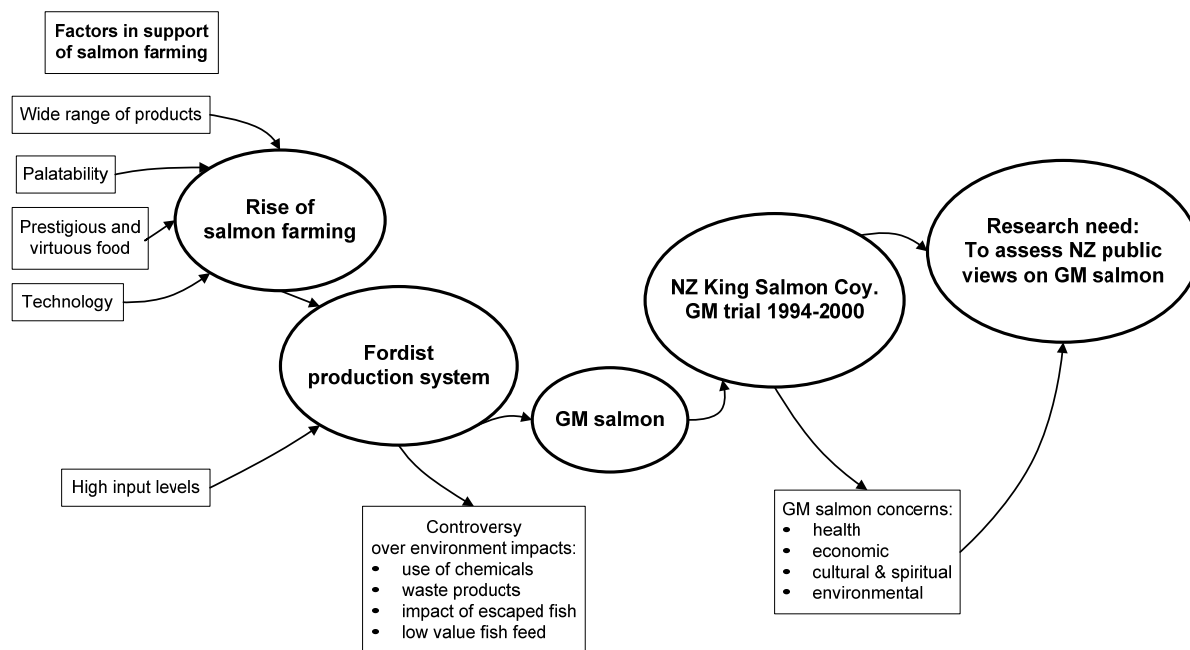 Factors in support
of salmon farming
Wide range of products
Palatability
Prestigious and
virtuous food
Technology
Rise of
salmon farming
Fordist
production system
High input levels
Controversy
over environment impacts:
• use of chemicals
• waste products
• impact of escaped fish
• low value fish feed
GM salmon
NZ King Salmon Coy.
GM trial 1994-2000
GM salmon concerns:
• health
• economic
• cultural & spiritual
• environmental
Research need:
To assess NZ public
views on GM salmon